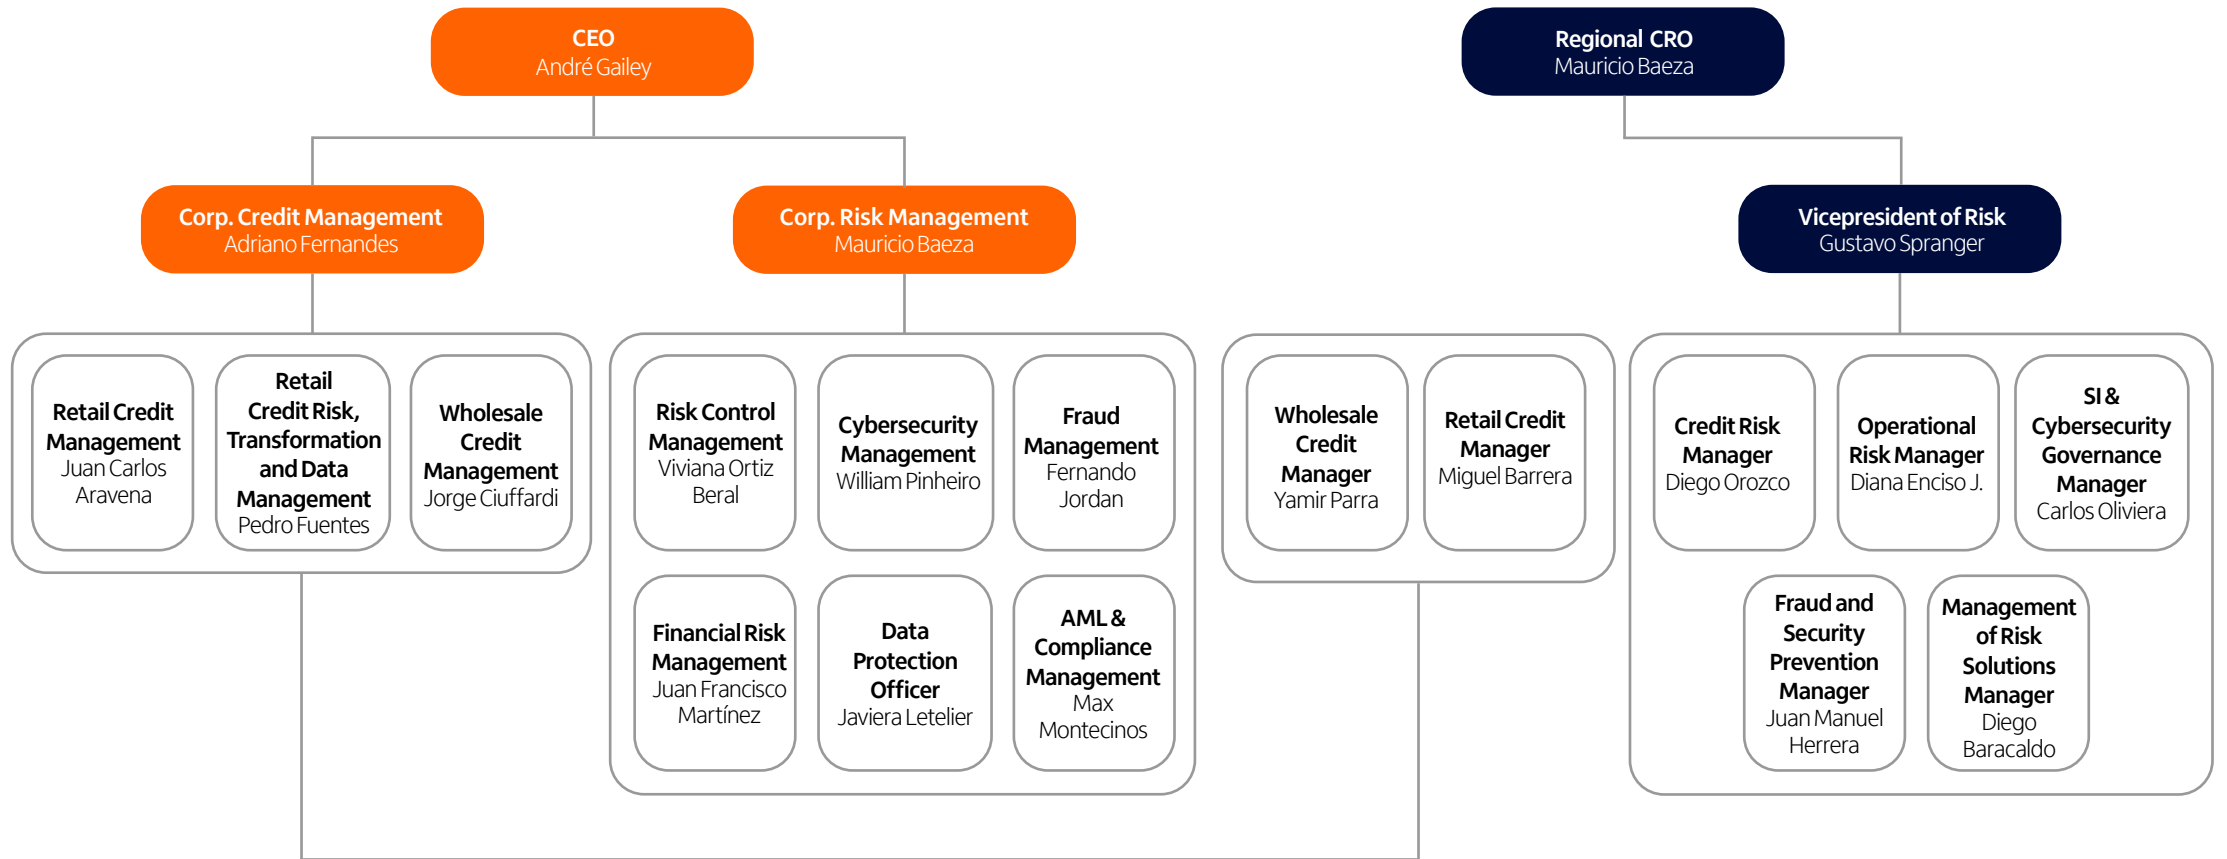 CEO
André Gailey
Regional CRO
Mauricio Baeza
Corp. Credit Management
Adriano Fernandes
Corp. Risk Management
Mauricio Baeza
Vicepresident of Risk
Gustavo Spranger
Retail Credit
Management
Juan Carlos
Aravena
Retail
Credit Risk,
Transformation
and Data
Management
Pedro Fuentes
Wholesale
Credit
Management
Jorge Ciuffardi
Risk Control
Management
Viviana Ortiz
Beral
Cybersecurity
Management
William Pinheiro
Fraud
Management
Fernando
Jordan
Financial Risk
Management
Juan Francisco
Martínez
Data
Protection
Officer
Javiera Letelier
AML &
Compliance
Management
Max
Montecinos
Wholesale
Credit
Manager
Yamir Parra
Retail Credit
Manager
Miguel Barrera
Credit Risk
Manager
Diego Orozco
Operational
Risk Manager
Diana Enciso J.
SI &
Cybersecurity
Governance
Manager
Carlos Oliviera
Fraud and
Security
Prevention
Manager
Juan Manuel
Herrera
Management
of Risk
Solutions
Manager
Diego
Baracaldo